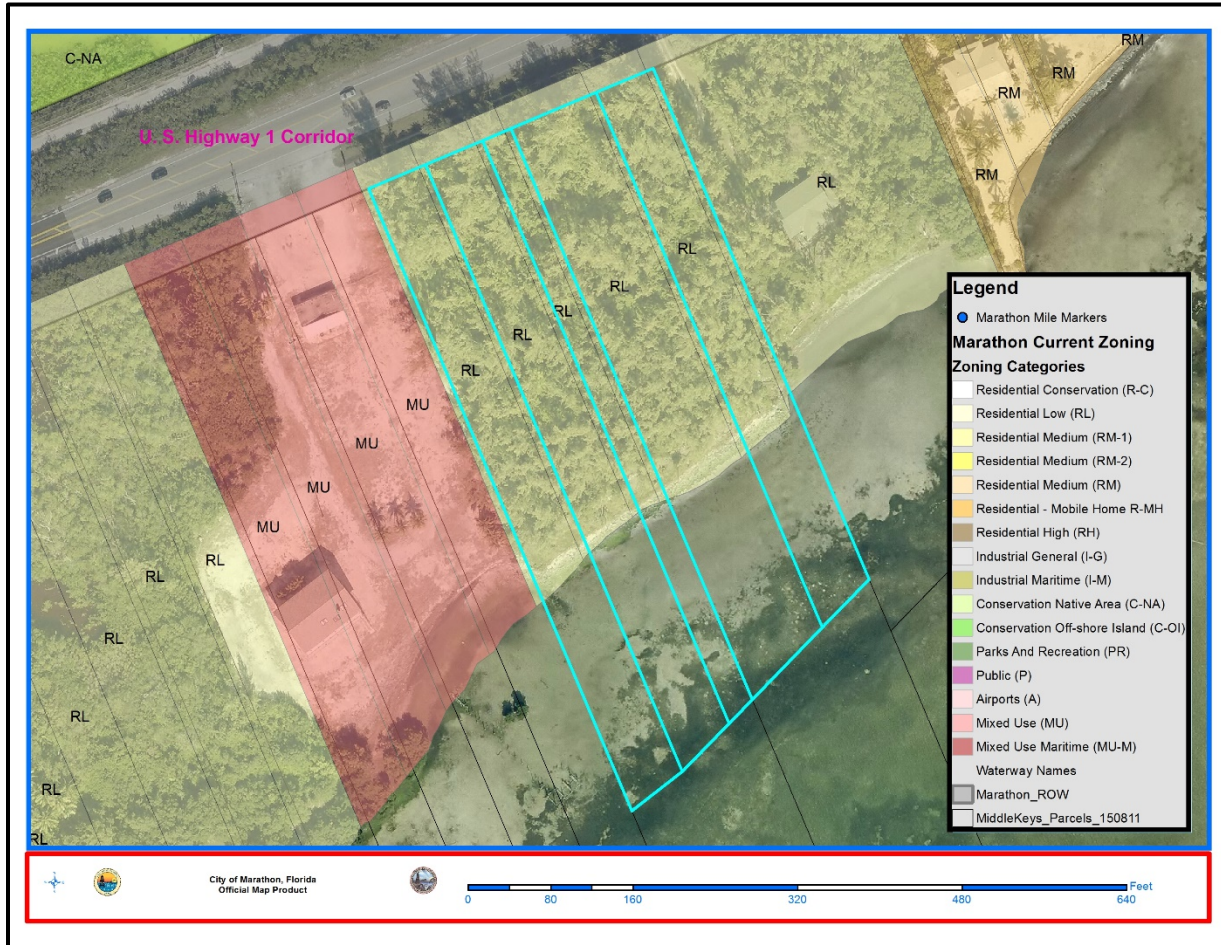 C-NA
U. S. Highway 1 Corridor
RM
RM
RM
RM
RL
RL
RL
RL
RL
RL
MU
MU
MU
MU
RL
RL
RL
RL
RL
RL
Legend
Marathon Mile Markers
Marathon Current Zoning
Zoning Categories
Residential Conservation (R-C)
Residential Low (RL)
Residential Medium (RM-1)
Residential Medium (RM-2)
Residential Medium (RM)
Residential - Mobile Home R-MH
Residential High (RH)
Industrial General (I-G)
Industrial Maritime (I-M)
Conservation Native Area (C-NA)
Conservation Off-shore Island (C-OI)
Parks And Recreation (PR)
Public (P)
Airports (A)
Mixed Use (MU)
Mixed Use Maritime (MU-M)
Waterway Names
Marathon_ROW
MiddleKeys_Parcels_150811
City of Marathon, Florida
Official Map Product
Feet
0 80 160 320 480 640